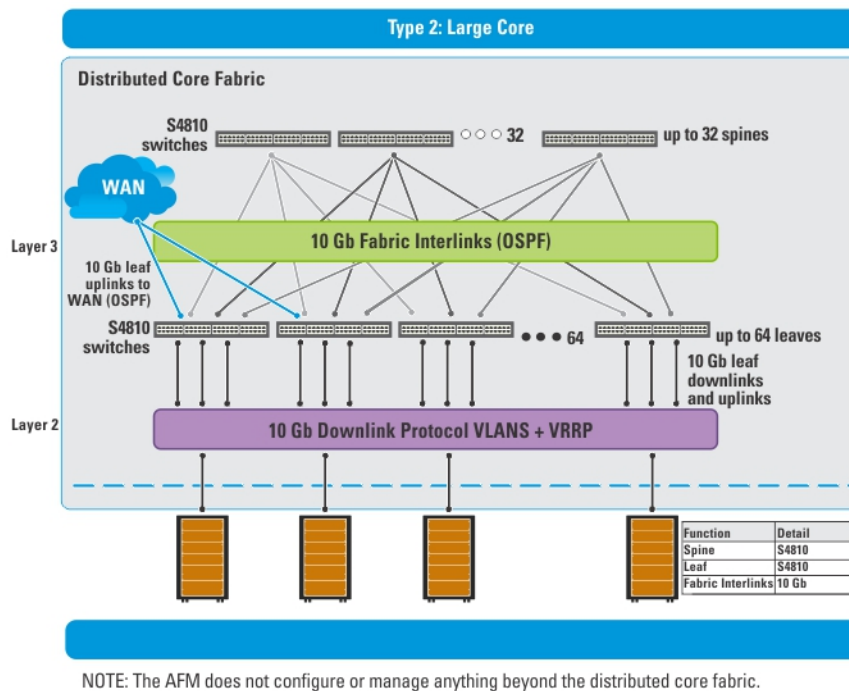 Type 2: Large Core
Distributed Core Fabric
S4810
switches
32
up to 32 spines
WAN
Layer 3
10 Gb Fabric Interlinks (OSPF)
10 Gb leaf
uplinks to
WAN (OSPF)
S4810
switches
64
up to 64 leaves
10 Gb leaf
downlinks
and uplinks
Layer 2
10 Gb Downlink Protocol VLANS + VRRP
Function Detail
Spine S4810
Leaf S4810
Fabric Interlinks 10 Gb
NOTE: The AFM does not configure or manage anything beyond the distributed core fabric.